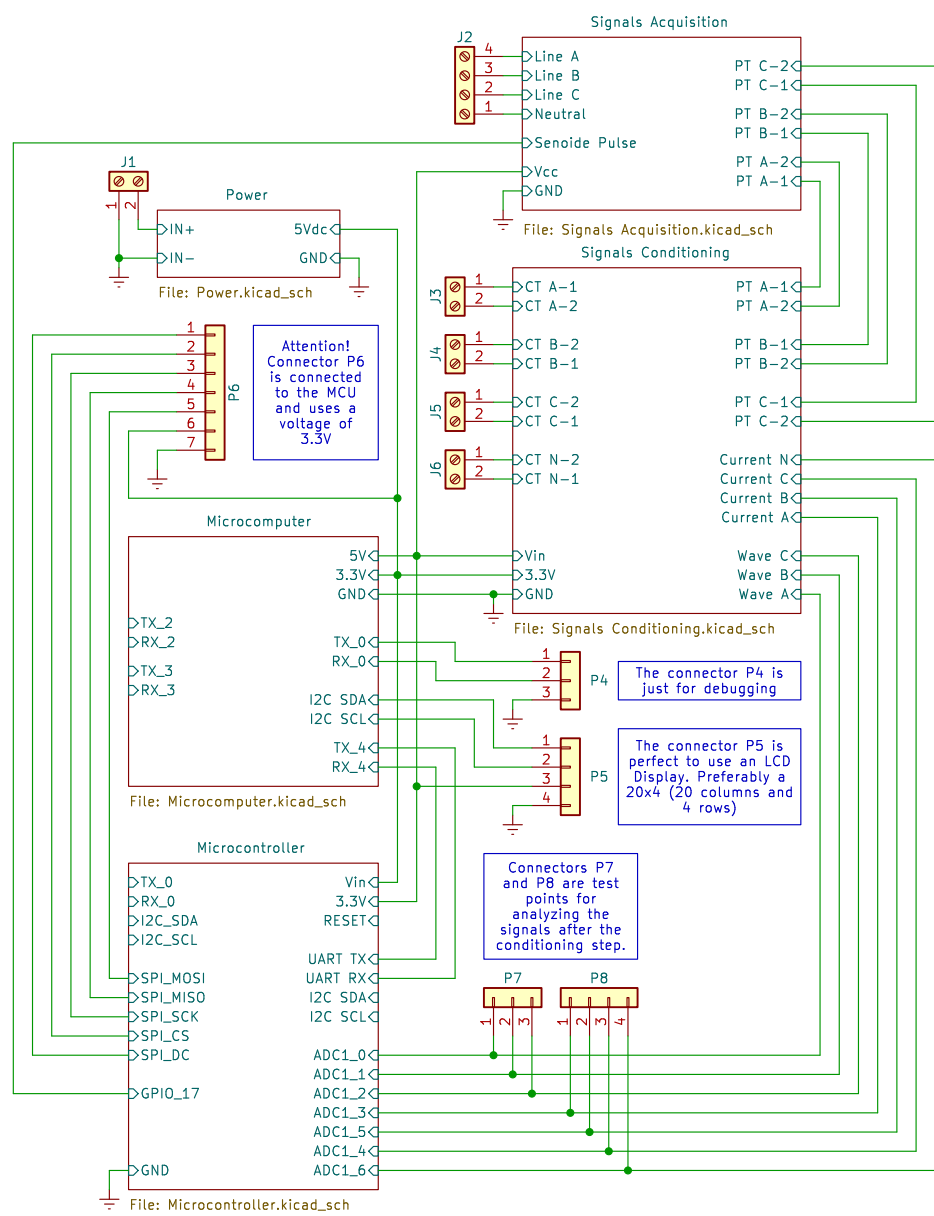 Signals Acquisition
J2
4
3
2
1
Line A
Line B
Line C
Neutral
Senoide Pulse
Vcc
GND
PT C-2
PT C-1
PT B-2
PT B-1
PT A-2
PT A-1
File: Signals Acquisition.kicad_sch
J1
1
2
Power
IN+
IN-
5Vdc
GND
File: Power.kicad_sch
Signals Conditioning
J3
1
2
J4
1
2
J5
1
2
J6
1
2
CT A-1
CT A-2
CT B-2
CT B-1
CT C-2
CT C-1
CT N-2
CT N-1
Vin
3.3V
GND
PT A-1
PT A-2
PT B-1
PT B-2
PT C-1
PT C-2
Current N
Current C
Current B
Current A
Wave C
Wave B
Wave A
File: Signals Conditioning.kicad_sch
1
2
3
4
5
6
7
P6
Attention!
Connector P6
is connected
to the MCU
and uses a
voltage of
3.3V
Microcomputer
TX_2
RX_2
TX_3
RX_3
5V
3.3V
GND
TX_0
RX_0
I2C SDA
I2C SCL
TX_4
RX_4
File: Microcomputer.kicad_sch
1
2
3
P4
The connector P4 is
just for debugging
1
2
3
4
P5
The connector P5 is
perfect to use an LCD
Display. Preferably a
20x4 (20 columns and
4 rows)
Microcontroller
TX_0
RX_0
I2C_SDA
I2C_SCL
SPI_MOSI
SPI_MISO
SPI_SCK
SPI_CS
SPI_DC
GPIO_17
GND
Vin
3.3V
RESET
UART TX
UART RX
I2C SDA
I2C SCL
ADC1_0
ADC1_1
ADC1_2
ADC1_3
ADC1_5
ADC1_4
ADC1_6
File: Microcontroller.kicad_sch
Connectors P7
and P8 are test
points for
analyzing the
signals after the
conditioning step.
P7
1
2
3
P8
1
2
3
4